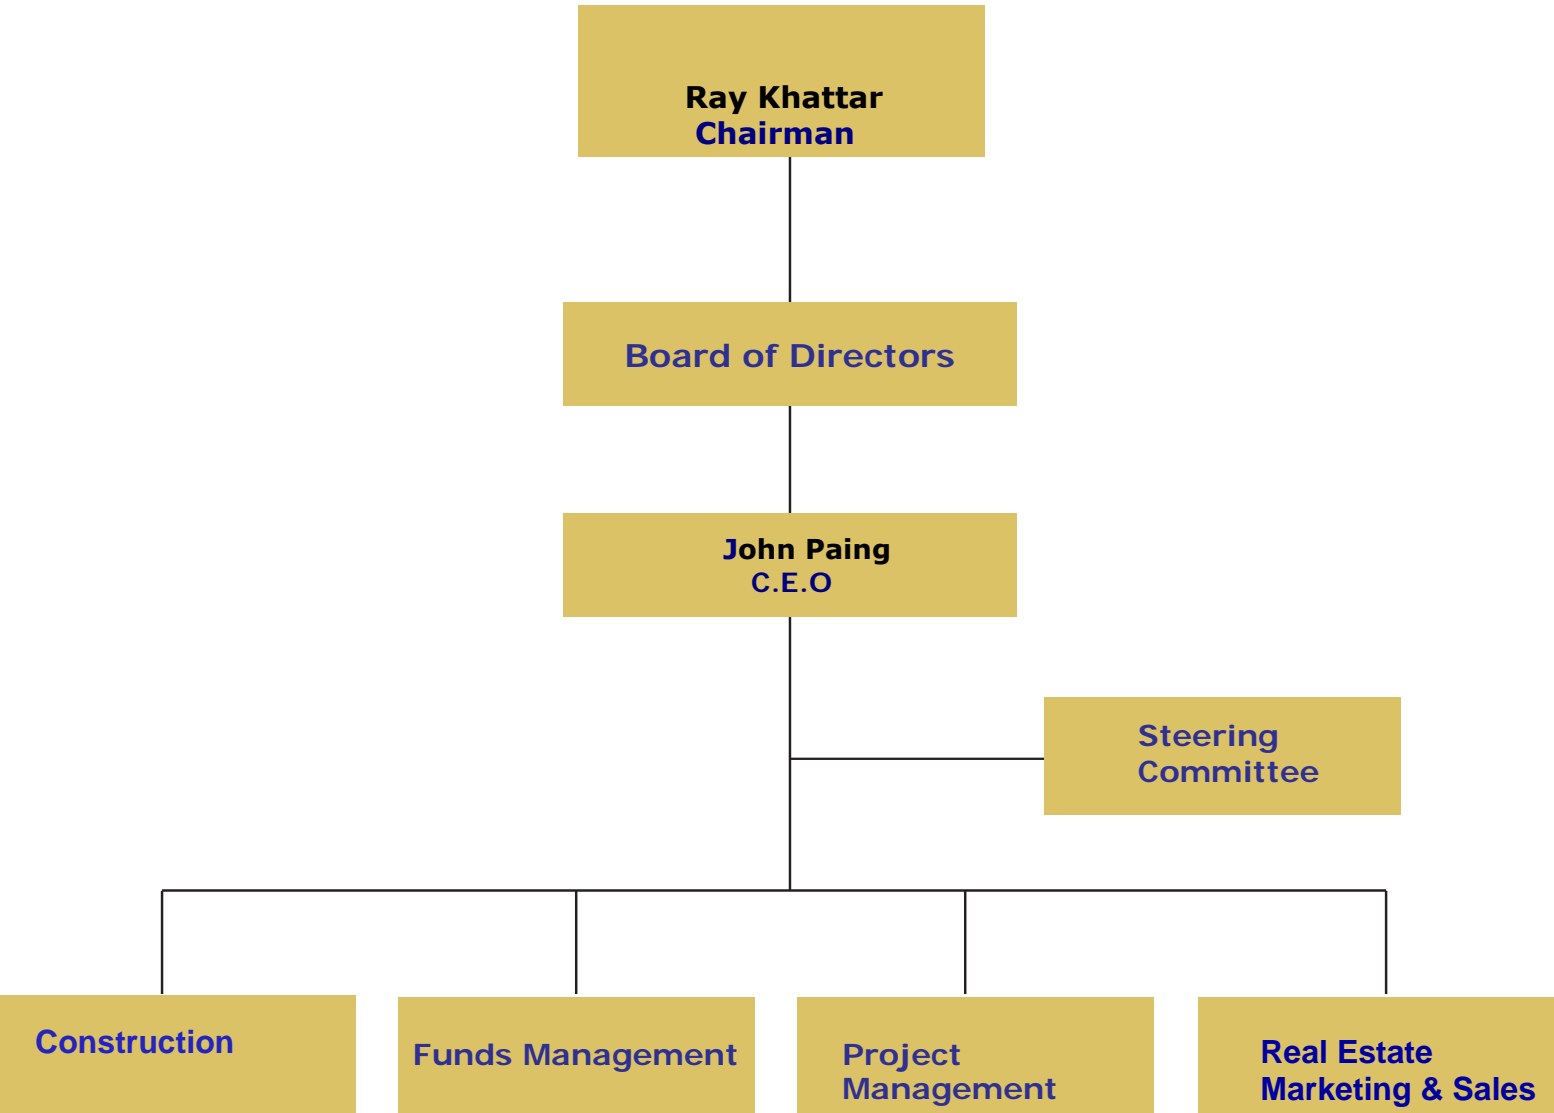 Ray Khattar
Chairman
Board of Directors
John Paing
C.E.O
Steering
Committee
Construction
Funds Management
Project
Management
Real Estate
Marketing & Sales